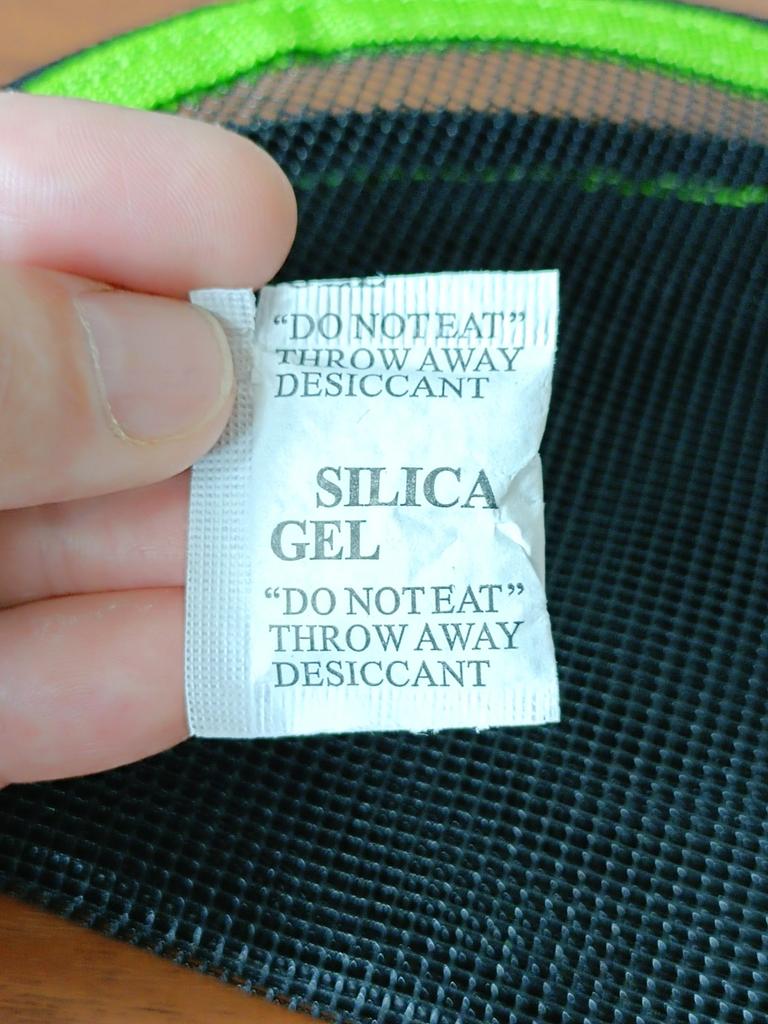 “DO NOT EAT”
THROW AWAY
DESICCANT
SILICA
GEL
“DO NOT EAT”
THROW AWAY
DESICCANT